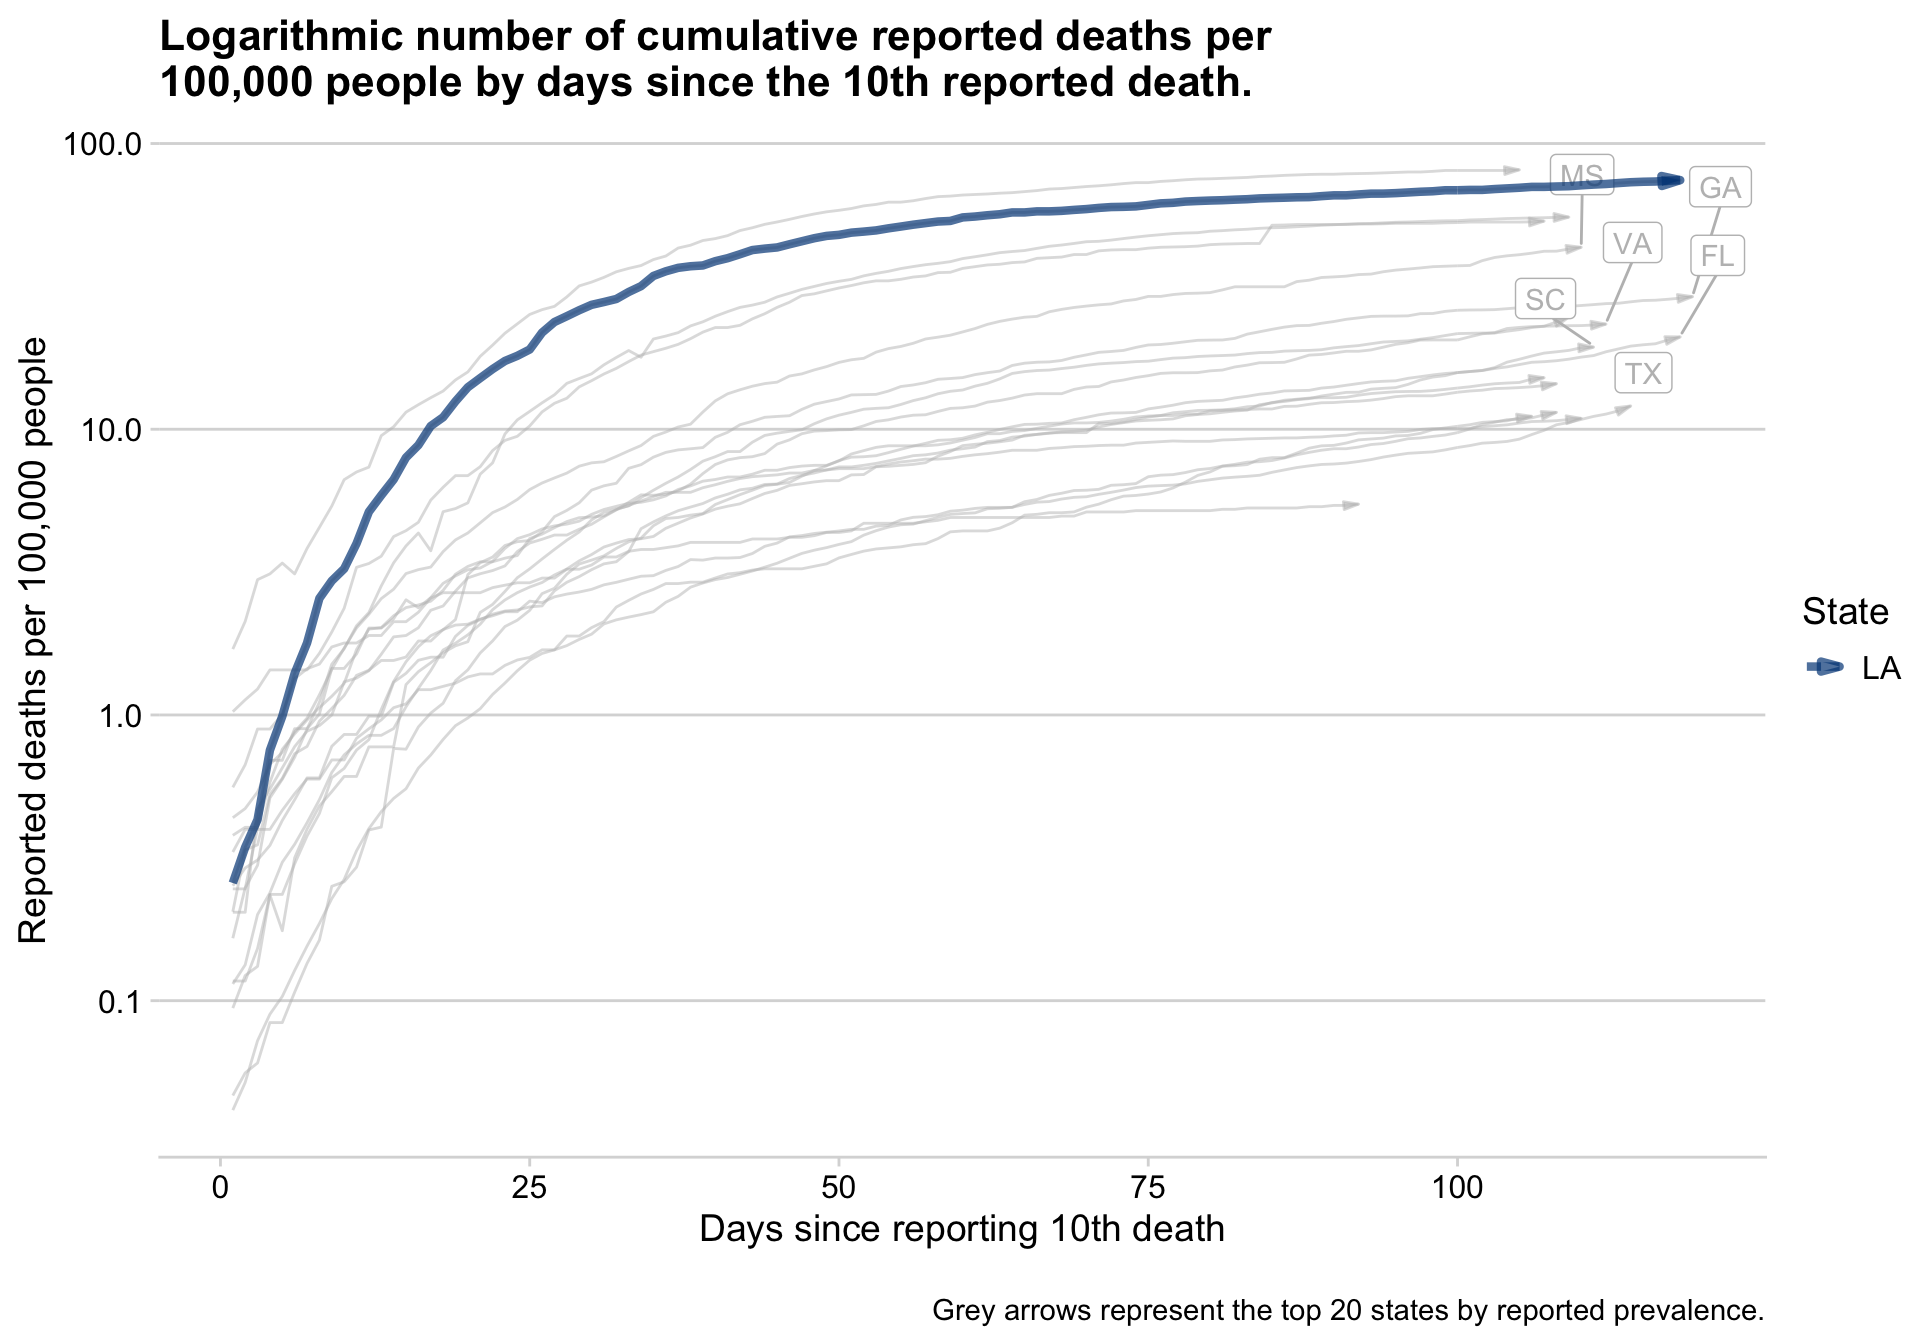 Logarithmic number of cumulative reported deaths per
100,000 people by days since the 10th reported death.
Reported deaths per 100,000 people
100.0
10.0
1.0
0.1
MS
GA
VA
FL
SC
TX
State
LA
0
25
50
75
100
Days since reporting 10th death
Grey arrows represent the top 20 states by reported prevalence.